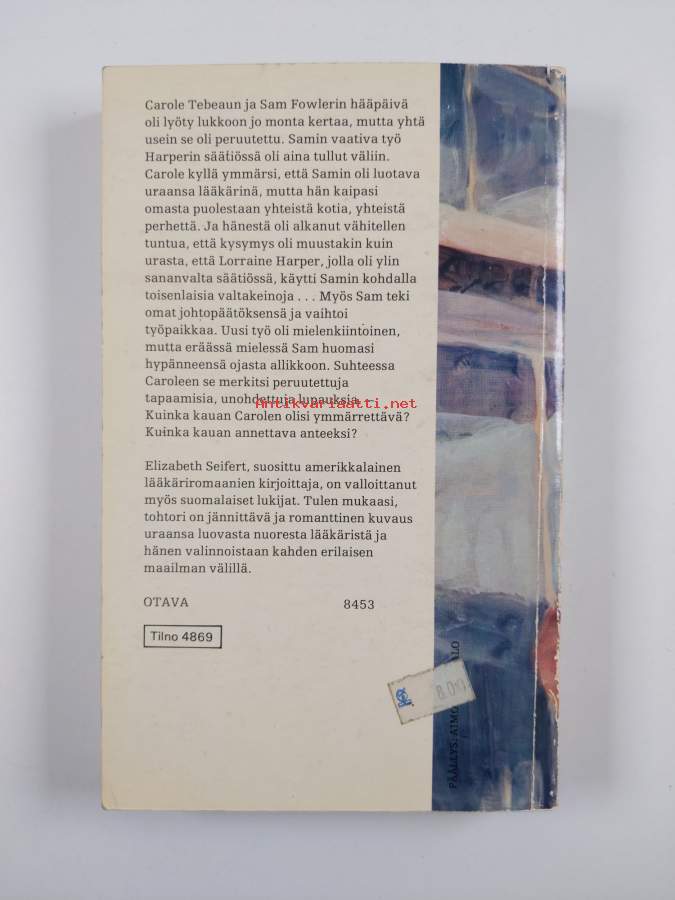 Carole Tebeaun ja Sam Fowlerin hääpäivä
oli lyöty lukkoon jo monta kertaa, mutta yhtä
usein se oli peruutettu. Samin vaativa työ
Harperin säätiössä oli aina tullut väliin.
Carole kyllä ymmärsi, että Samin oli luotava
uraansa lääkärinä, mutta hän kaipasi
omasta puolestaan yhteistä kotia, yhteistä
perhettä. Ja hänestä oli alkanut vähitellen
tuntua, että kysymys oli muustakin kuin
urasta, että Lorraine Harper, jolla oli ylin
sananvalta säätiössä, käytti Samin kohdalla
toisenlaisia valtakeinoja . . . Myös Sam teki
omat johtopäätöksensä ja vaihtoi
työpaikkaa. Uusi työ oli mielenkiintoinen,
mutta eräässä mielessä Sam huomasi
hypänneensä ojasta allikkoon. Suhteessa
Caroleen se merkitsi peruutettuja
tapaamisia, unohdettuja lupauksia.
Antikvariaatti.net
Kuinka kauan Carolen olisi ymmärrettävä?
Kuinka kauan annettava anteeksi?
Elizabeth Seifert, suosittu amerikkalainen
lääkäriromaanien kirjoittaja, on valloittanut
myös suomalaiset lukijat. Tulen mukaasi,
tohtori on jännittävä ja romanttinen kuvaus
uraansa luovasta nuoresta lääkäristä ja
hänen valinnoistaan kahden erilaisen
maailman välillä.
OTAVA 8453
Tilno 4869
8.00
PÄÄLLYS: AIMO